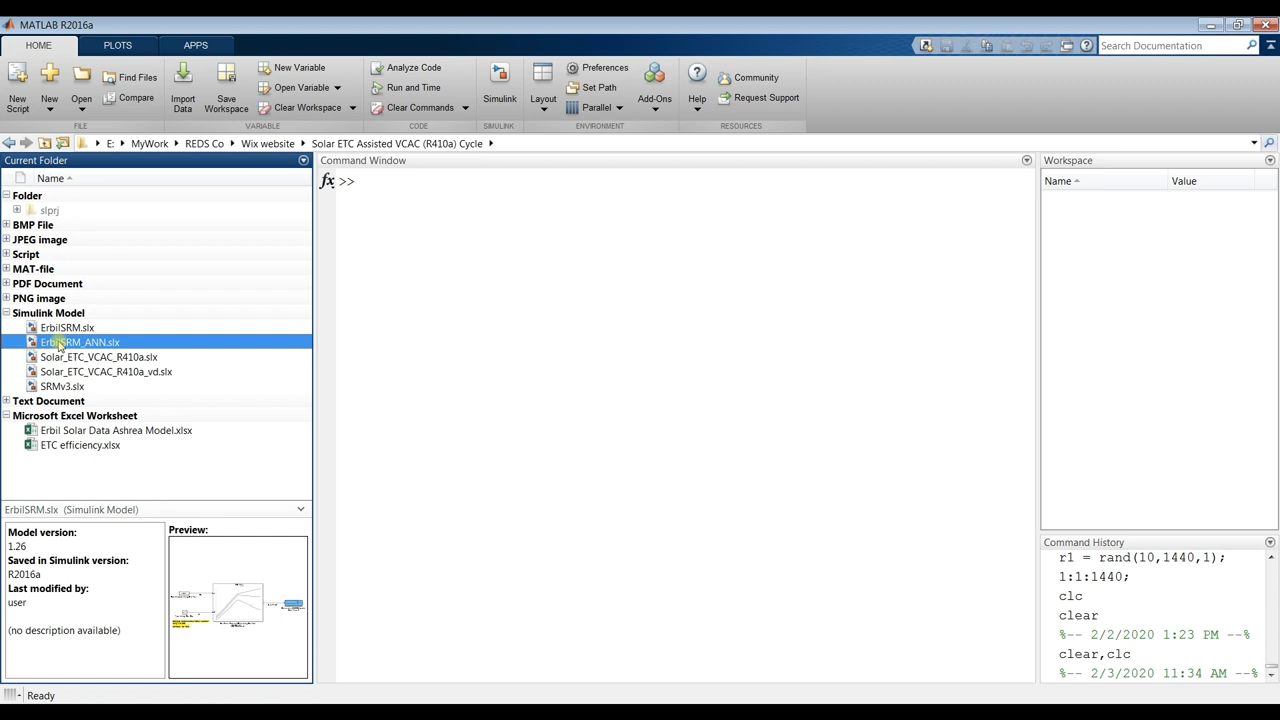 MATLAB R2016a
HOME
PLOTS
APPS
Search Documentation
New Script
New
Open
Find Files
Compare
Import Data
Save Workspace
New Variable
Open Variable
Clear Workspace
Analyze Code
Run and Time
Clear Commands
Simulink
Layout
Preferences
Set Path
Parallel
Add-Ons
Help
Community
Request Support
FILE
VARIABLE
CODE
SIMULINK
ENVIRONMENT
RESOURCES
E: MyWork REDS Co Wix website Solar ETC Assisted VCAC (R410a) Cycle
Current Folder
Name
Folder
slprj
BMP File
JPEG image
Script
MAT-file
PDF Document
PNG image
Simulink Model
ErbilSRM.slx
ErbilSRM_ANN.slx
Solar_ETC_VCAC_R410a.slx
Solar_ETC_VCAC_R410a_vd.slx
SRMv3.slx
Text Document
Microsoft Excel Worksheet
Erbil Solar Data Ashrea Model.xlsx
ETC efficiency.xlsx
ErbilSRM.slx (Simulink Model)
Model version:
1.26
Saved in Simulink version:
R2016a
Last modified by:
user
(no description available)
Preview:
Command Window
fx >>
Workspace
Name Value
Command History
r1 = rand(10,1440,1);
1:1:1440;
clc
clear
%-- 2/2/2020 1:23 PM --%
clear,clc
%-- 2/3/2020 11:34 AM --%
Ready